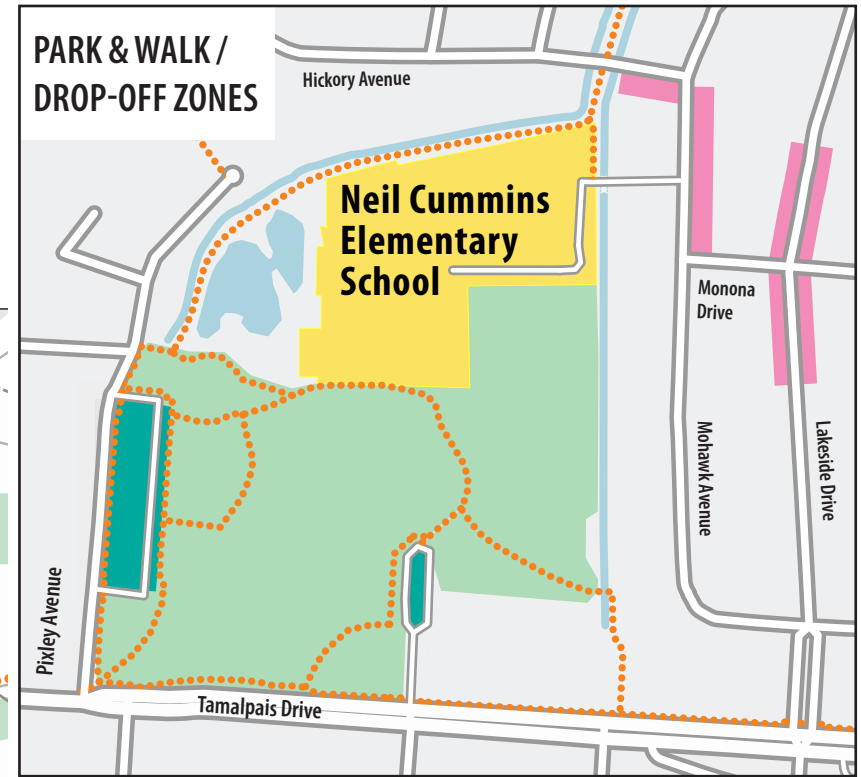 PARK & WALK /
DROP-OFF ZONES
Hickory Avenue
Neil Cummins
Elementary
School
Monona
Drive
Mohawk Avenue
Lakeside Drive
Pixley Avenue
Tamalpais Drive